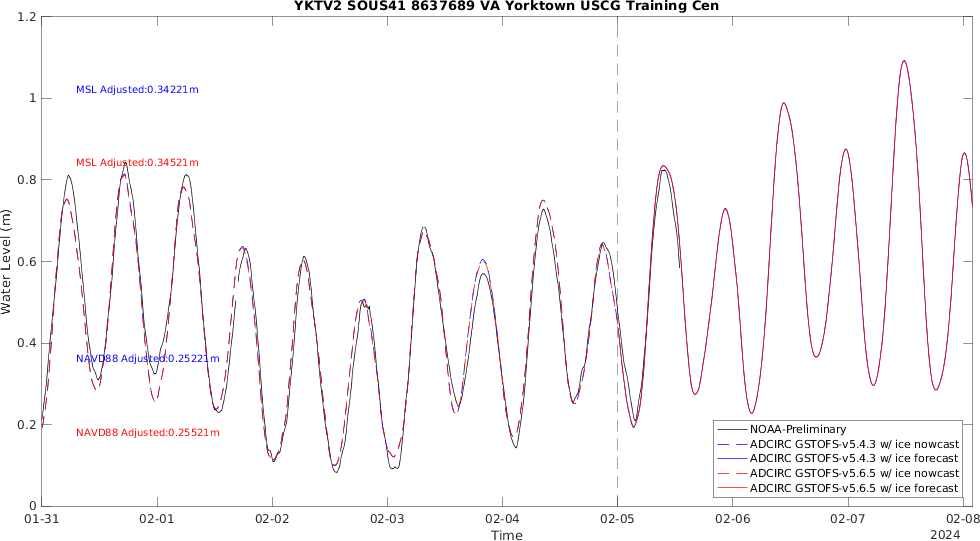 YKTV2 SOUS41 8637689 VA Yorktown USCG Training Cen
1.2
1
0.8
0.6
0.4
0.2
0
Water Level (m)
MSL Adjusted:0.34221m
MSL Adjusted:0.34521m
NAVD88 Adjusted:0.25221m
NAVD88 Adjusted:0.25521m
NOAA-Preliminary
ADCIRC GSTOFS-v5.4.3 w/ ice nowcast
ADCIRC GSTOFS-v5.4.3 w/ ice forecast
ADCIRC GSTOFS-v5.6.5 w/ ice nowcast
ADCIRC GSTOFS-v5.6.5 w/ ice forecast
01-31 02-01 02-02 02-03 02-04 02-05 02-06 02-07 02-08
Time
2024